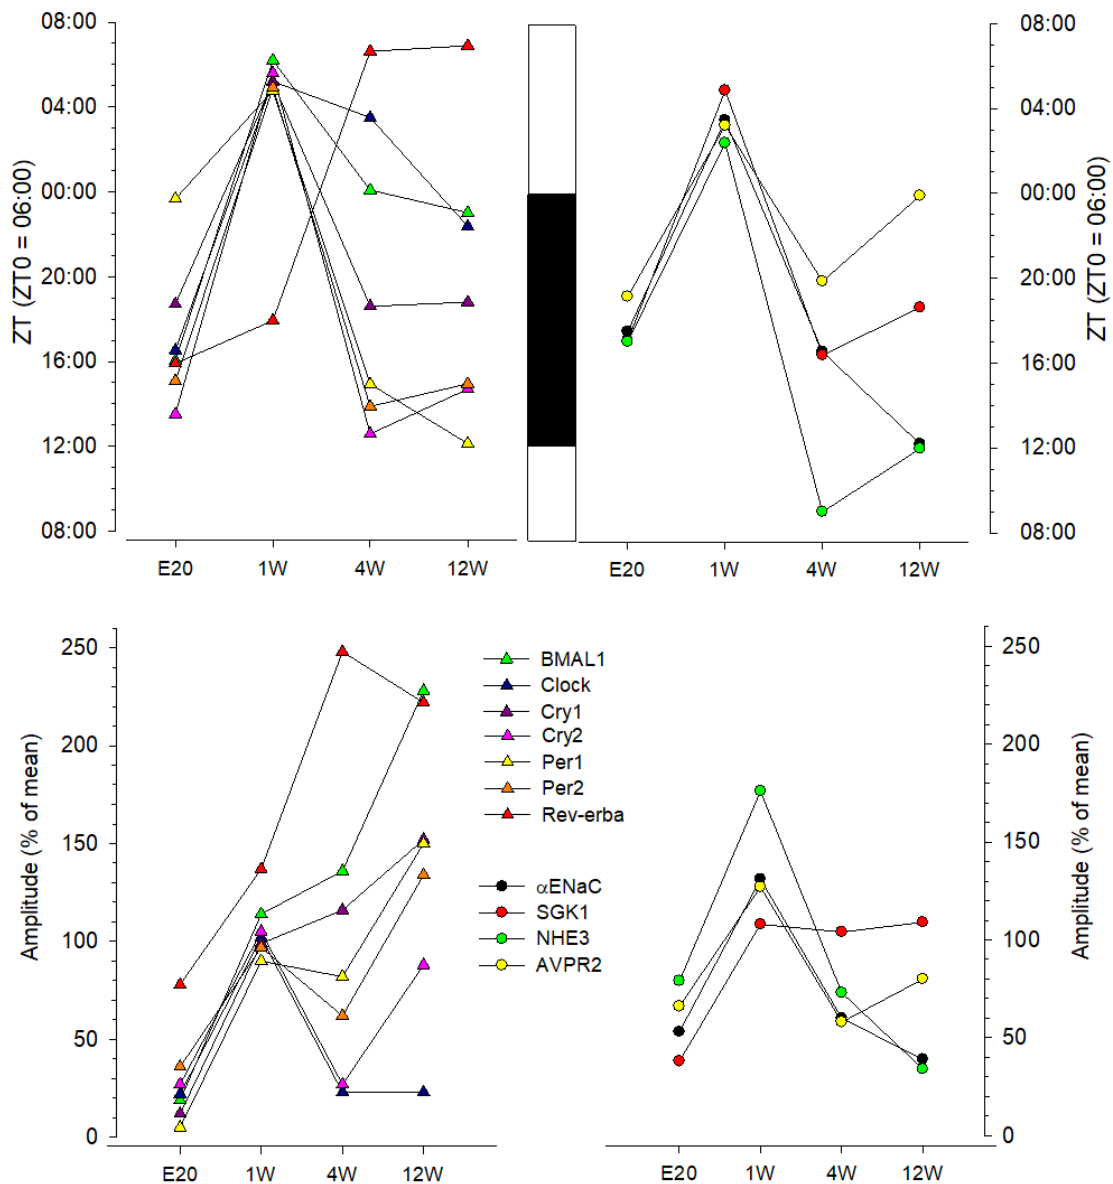 08:00
04:00
00:00
20:00
16:00
12:00
08:00
ZT (ZT0 = 06:00)
E20 1W 4W 12W
08:00
04:00
00:00
20:00
16:00
12:00
08:00
ZT (ZT0 = 06:00)
E20 1W 4W 12W
250
200
150
100
50
0
Amplitude (% of mean)
E20 1W 4W 12W
BMAL1
Clock
Cry1
Cry2
Per1
Per2
Rev-erba
αENaC
SGK1
NHE3
AVPR2
250
200
150
100
50
0
Amplitude (% of mean)
E20 1W 4W 12W